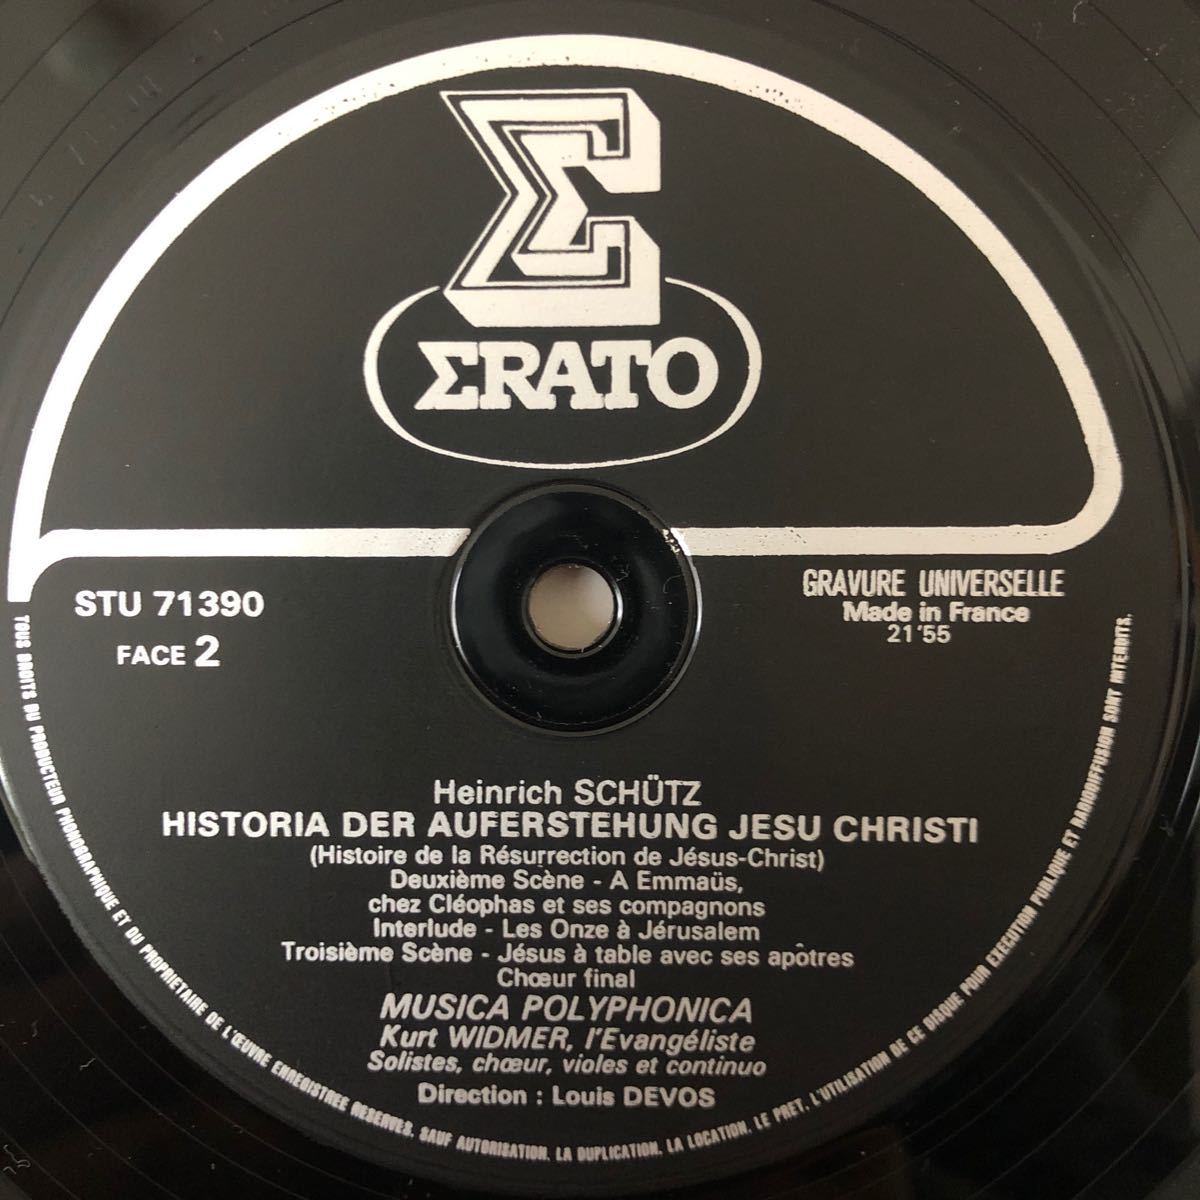 ΣRATO
STU 71390
FACE 2
GRAVURE UNIVERSELLE
Made in France
21'55
Heinrich SCHÜTZ
HISTORIA DER AUFERSTEHUNG JESU CHRISTI
(Histoire de la Résurrection de Jésus-Christ)
Deuxième Scène - A Emmaüs,
chez Cléophas et ses compagnons
Interlude - Les Onze à Jérusalem
Troisième Scène - Jésus à table avec ses apôtres
Chœur final
MUSICA POLYPHONICA
Kurt WIDMER, l'Evangéliste
Solistes, chœur, violes et continuo
Direction : Louis DEVOS
TOUS DROITS DU PRODUCTEUR PHONOGRAPHIQUE ET DU PROPRIETAIRE DE L'ŒUVRE ENREGISTREE RESERVES. SAUF AUTORISATION, LA DUPLICATION, LA LOCATION, LE PRET, L'UTILISATION DE CE DISQUE POUR EXECUTION PUBLIQUE ET RADIODIFFUSION SONT INTERDITS.